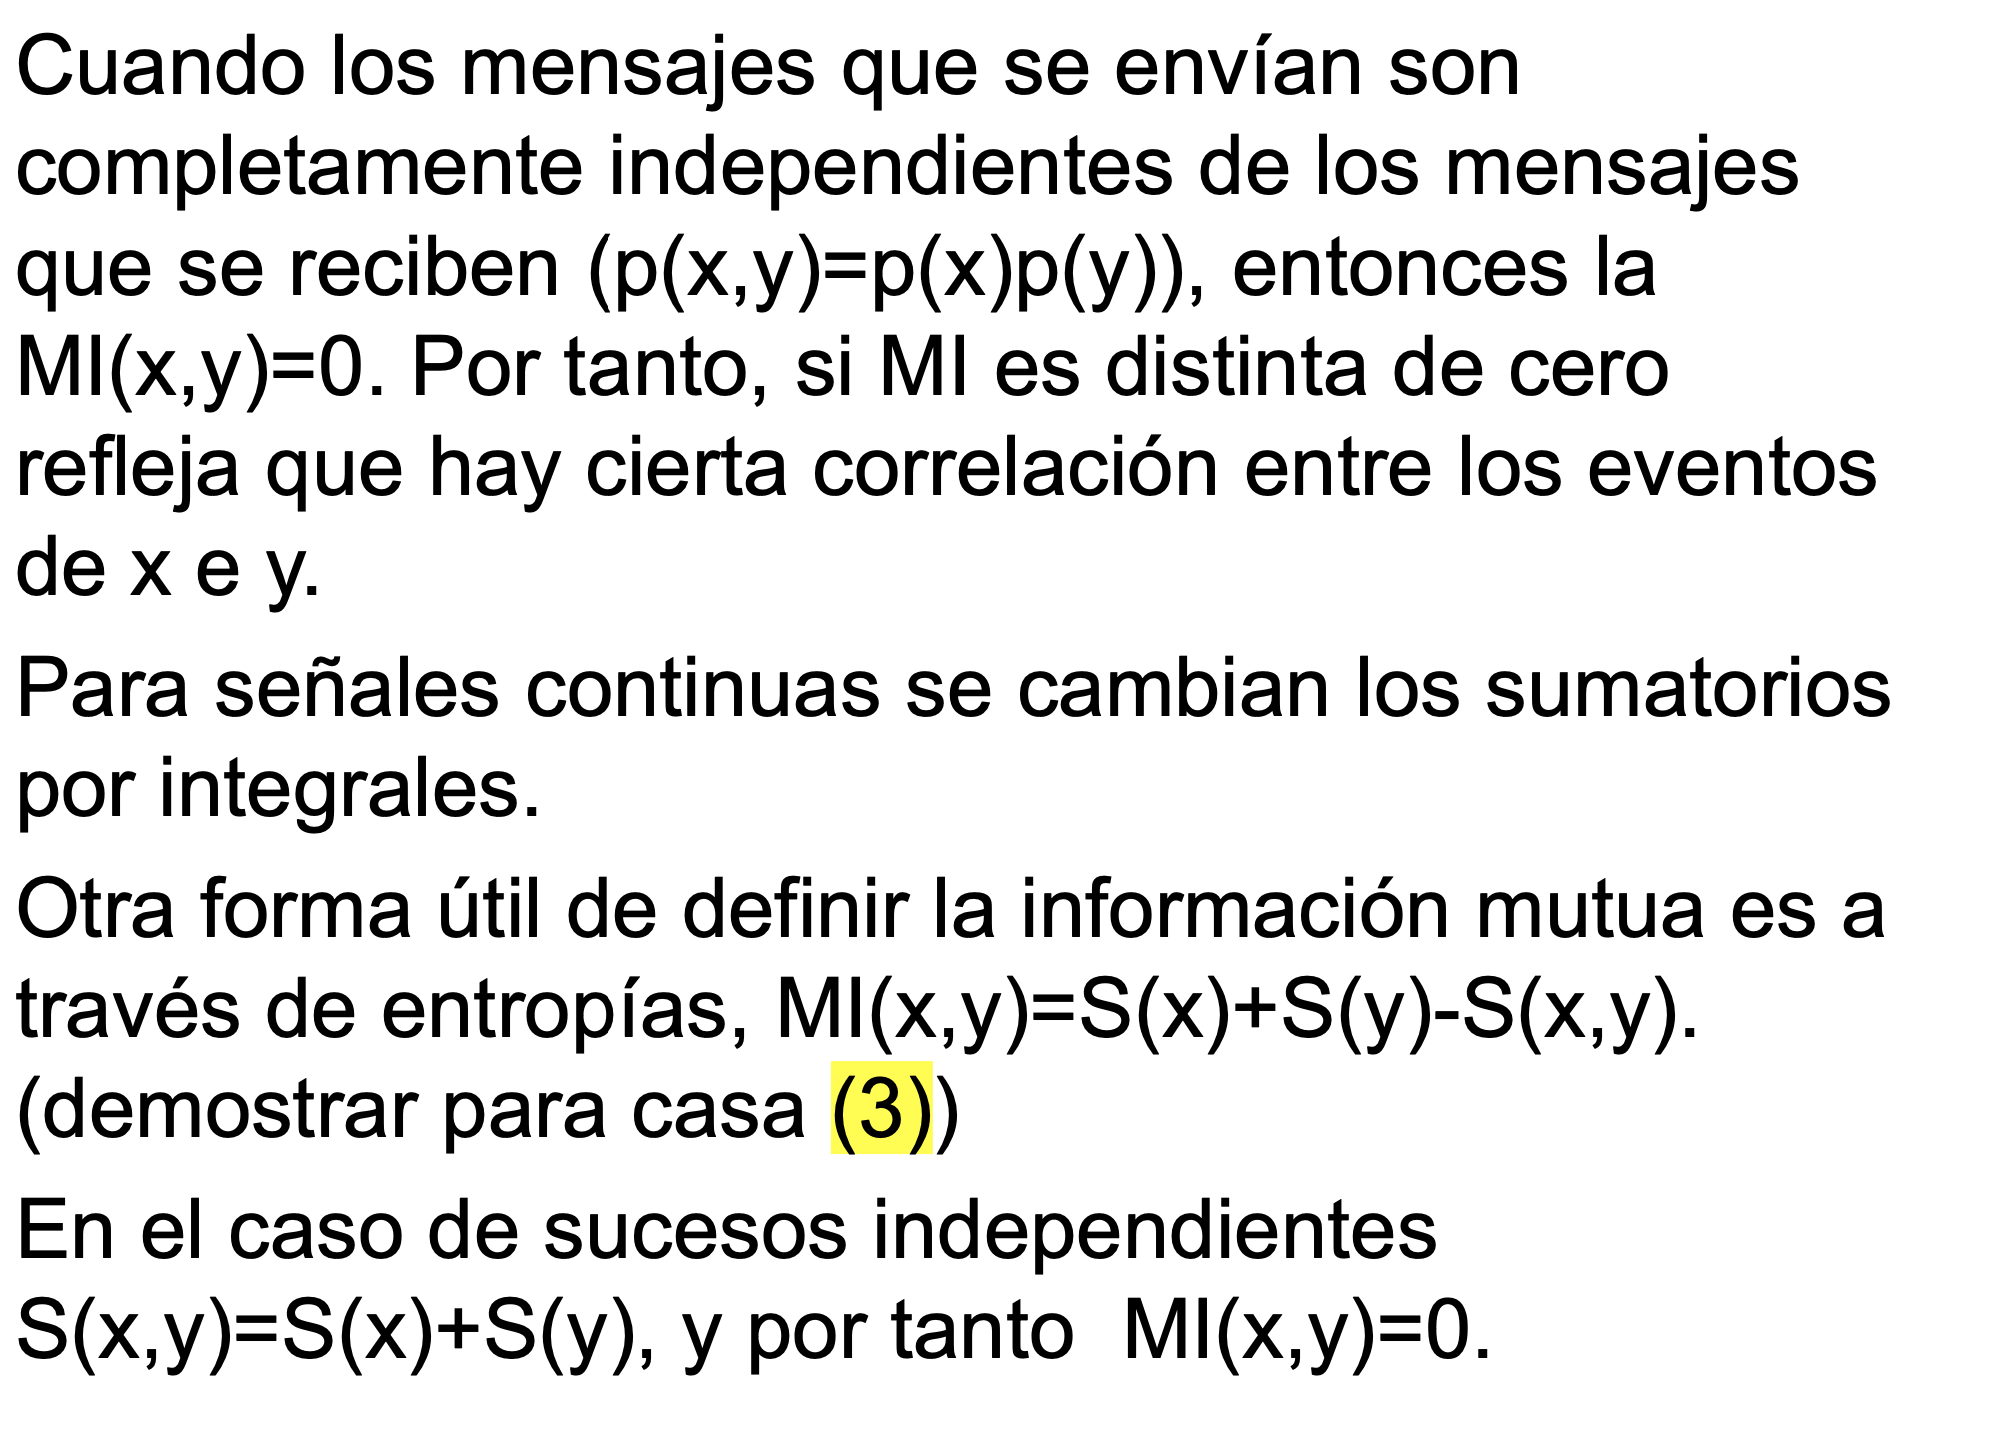 Cuando los mensajes que se envían son
completamente independientes de los mensajes
que se reciben (p(x,y)=p(x)p(y)), entonces la
MI(x,y)=0. Por tanto, si MI es distinta de cero
refleja que hay cierta correlación entre los eventos
de x e y.
Para señales continuas se cambian los sumatorios
por integrales.
Otra forma útil de definir la información mutua es a
través de entropías, MI(x,y)=S(x)+S(y)-S(x,y).
(demostrar para casa (3))
En el caso de sucesos independientes
S(x,y)=S(x)+S(y), y por tanto  MI(x,y)=0.